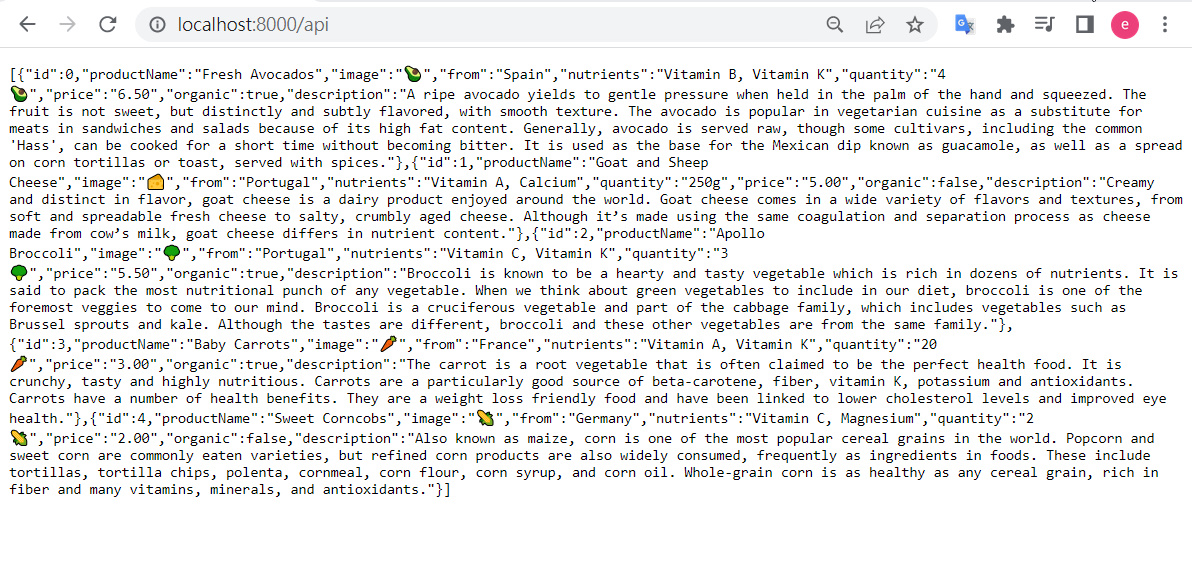 localhost:8000/api
e
[{"id":0,"productName":"Fresh Avocados","image":"🥑","from":"Spain","nutrients":"Vitamin B, Vitamin K","quantity":"4
🥑","price":"6.50","organic":true,"description":"A ripe avocado yields to gentle pressure when held in the palm of the hand and squeezed. The
fruit is not sweet, but distinctly and subtly flavored, with smooth texture. The avocado is popular in vegetarian cuisine as a substitute for
meats in sandwiches and salads because of its high fat content. Generally, avocado is served raw, though some cultivars, including the common
'Hass', can be cooked for a short time without becoming bitter. It is used as the base for the Mexican dip known as guacamole, as well as a spread
on corn tortillas or toast, served with spices."},{"id":1,"productName":"Goat and Sheep
Cheese","image":"🧀","from":"Portugal","nutrients":"Vitamin A, Calcium","quantity":"250g","price":"5.00","organic":false,"description":"Creamy
and distinct in flavor, goat cheese is a dairy product enjoyed around the world. Goat cheese comes in a wide variety of flavors and textures, from
soft and spreadable fresh cheese to salty, crumbly aged cheese. Although it’s made using the same coagulation and separation process as cheese
made from cow’s milk, goat cheese differs in nutrient content."},{"id":2,"productName":"Apollo
Broccoli","image":"🥦","from":"Portugal","nutrients":"Vitamin C, Vitamin K","quantity":"3
🥦","price":"5.50","organic":true,"description":"Broccoli is known to be a hearty and tasty vegetable which is rich in dozens of nutrients. It is
said to pack the most nutritional punch of any vegetable. When we think about green vegetables to include in our diet, broccoli is one of the
foremost veggies to come to our mind. Broccoli is a cruciferous vegetable and part of the cabbage family, which includes vegetables such as
Brussel sprouts and kale. Although the tastes are different, broccoli and these other vegetables are from the same family."},
{"id":3,"productName":"Baby Carrots","image":"🥕","from":"France","nutrients":"Vitamin A, Vitamin K","quantity":"20
🥕","price":"3.00","organic":true,"description":"The carrot is a root vegetable that is often claimed to be the perfect health food. It is
crunchy, tasty and highly nutritious. Carrots are a particularly good source of beta-carotene, fiber, vitamin K, potassium and antioxidants.
Carrots have a number of health benefits. They are a weight loss friendly food and have been linked to lower cholesterol levels and improved eye
health."},{"id":4,"productName":"Sweet Corncobs","image":"🌽","from":"Germany","nutrients":"Vitamin C, Magnesium","quantity":"2
🌽","price":"2.00","organic":false,"description":"Also known as maize, corn is one of the most popular cereal grains in the world. Popcorn and
sweet corn are commonly eaten varieties, but refined corn products are also widely consumed, frequently as ingredients in foods. These include
tortillas, tortilla chips, polenta, cornmeal, corn flour, corn syrup, and corn oil. Whole-grain corn is as healthy as any cereal grain, rich in
fiber and many vitamins, minerals, and antioxidants."}]